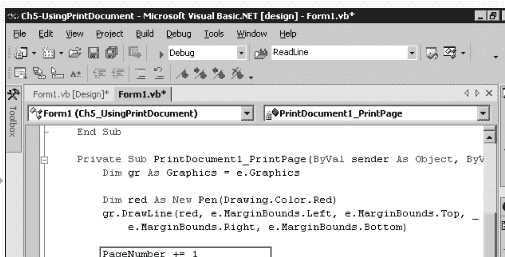 Ch5-UsingPrintDocument - Microsoft Visual Basic.NET [design] - Form1.vb*
File Edit View Project Build Debug Tools Window Help
Debug ReadLine
Form1.vb [Design]* Form1.vb*
Toolbox
Form1 (Ch5_UsingPrintDocument) PrintDocument1_PrintPage
End Sub
Private Sub PrintDocument1_PrintPage(ByVal sender As Object, ByV
Dim gr As Graphics = e.Graphics
Dim red As New Pen(Drawing.Color.Red)
gr.DrawLine(red, e.MarginBounds.Left, e.MarginBounds.Top, _
e.MarginBounds.Right, e.MarginBounds.Bottom)
PageNumber += 1